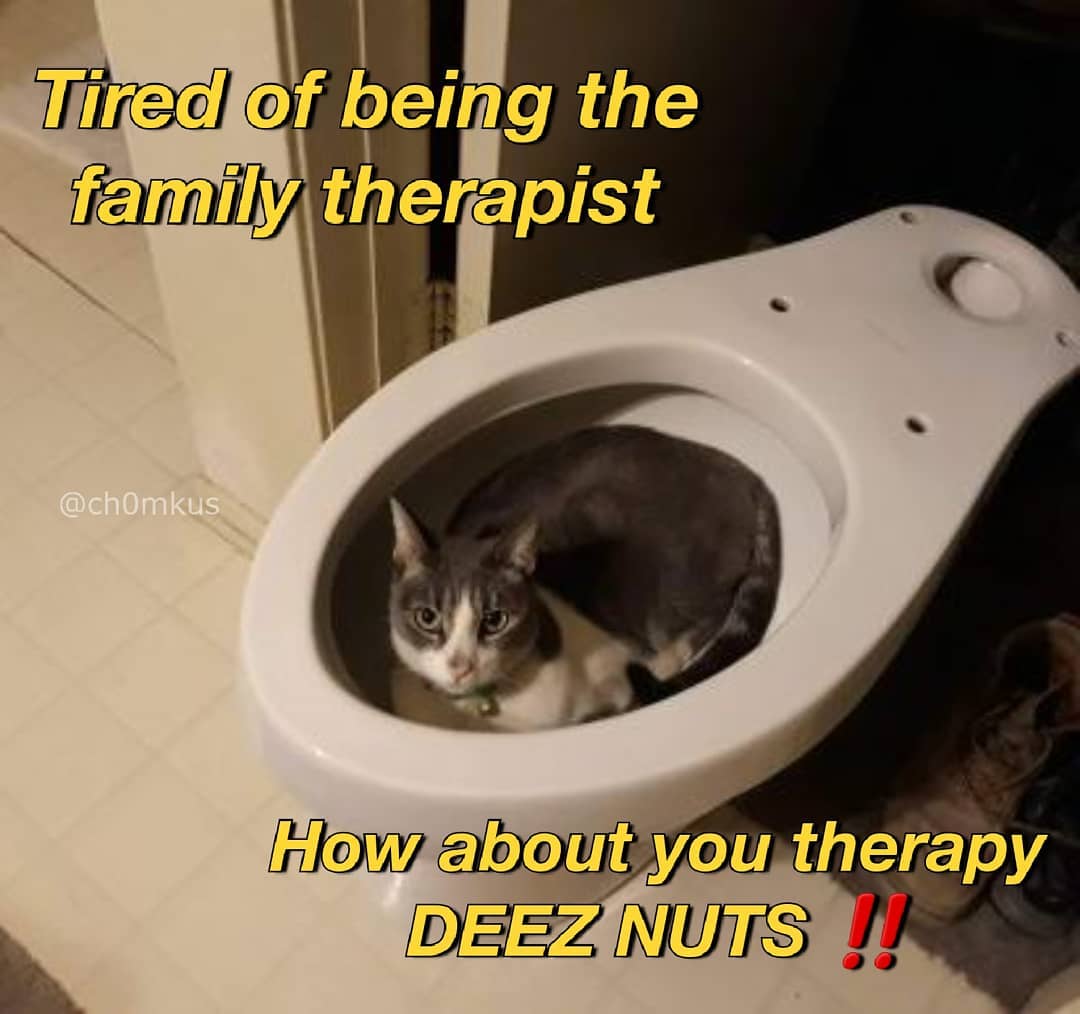 Tired of being the
family therapist
@ch0mkus
How about you therapy
DEEZ NUTS ‼️